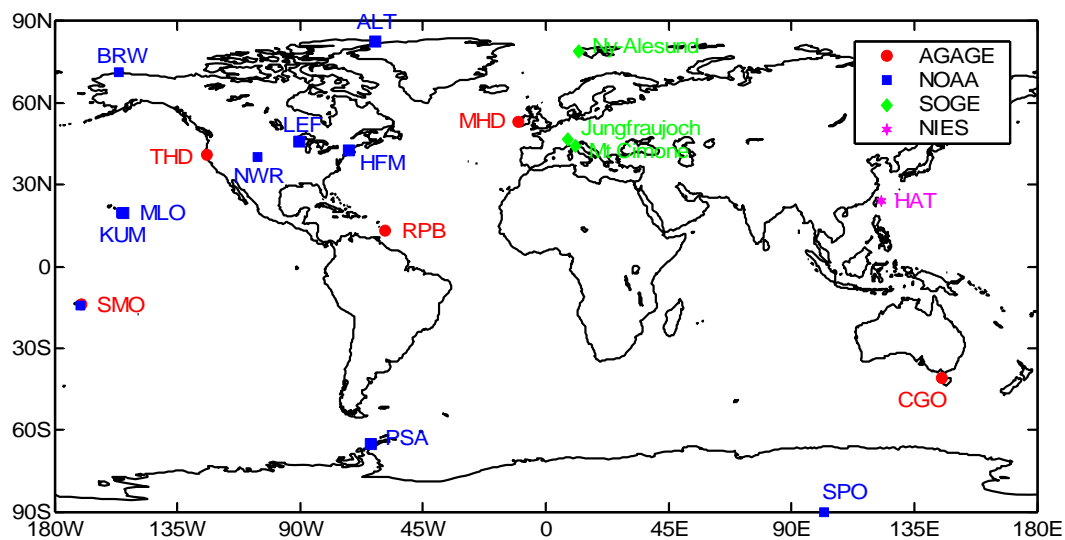 90N
ALT
Ny-Alesund
BRW
AGAGE
NOAA
SOGE
NIES
60N
MHD
LEF
Jungfraujoch
THD
HFM
Mt Cimone
NWR
30N
MLO
HAT
KUM
RPB
0
SMO
30S
CGO
60S
PSA
SPO
90S
180W 135W 90W 45W 0 45E 90E 135E 180E